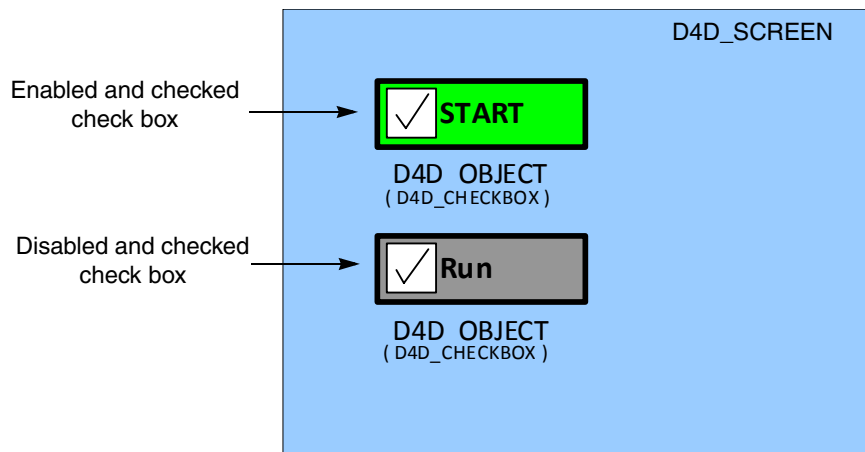 D4D_SCREEN
Enabled and checked
check box
START
D4D OBJECT
( D4D_CHECKBOX )
Disabled and checked
check box
Run
D4D OBJECT
( D4D_CHECKBOX )